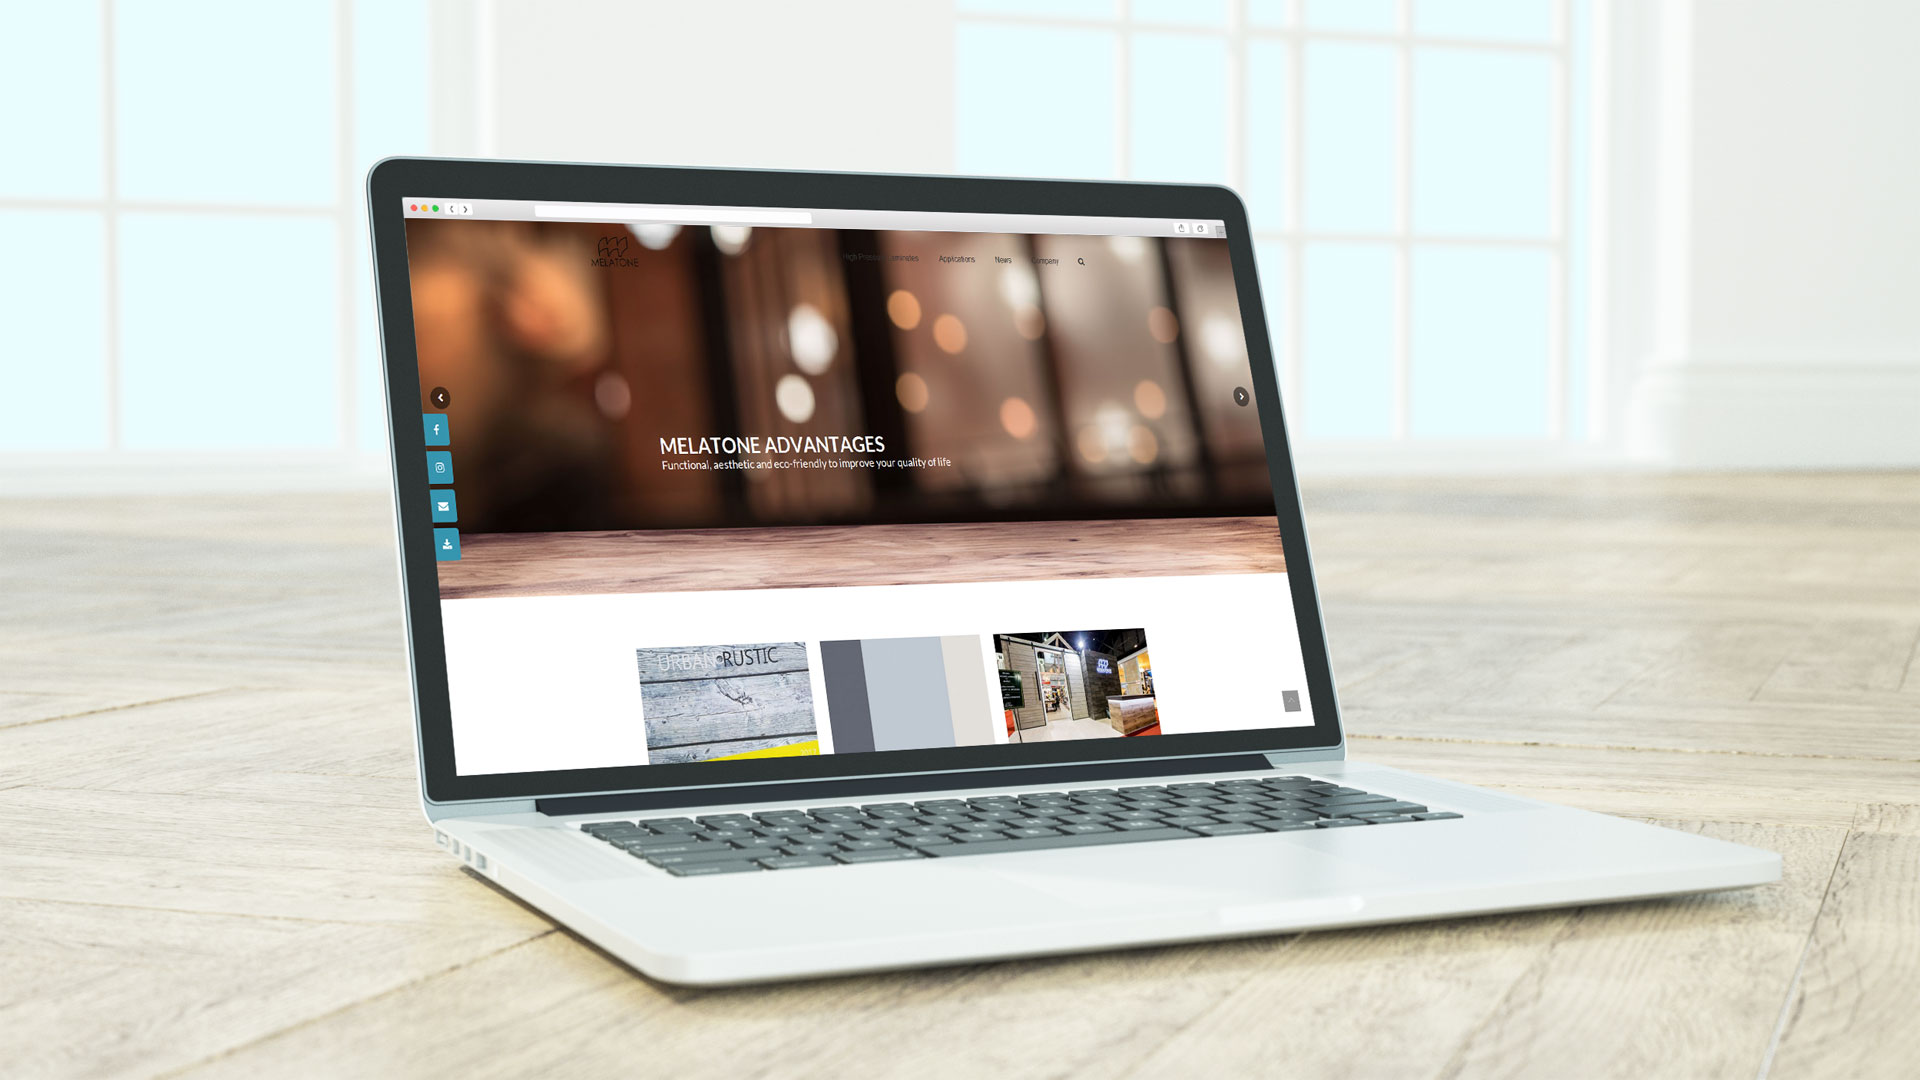 MELATONE
High Pressure Laminates Applications News Company
MELATONE ADVANTAGES
Functional, aesthetic and eco-friendly to improve your quality of life
URBAN RUSTIC
MELATONE